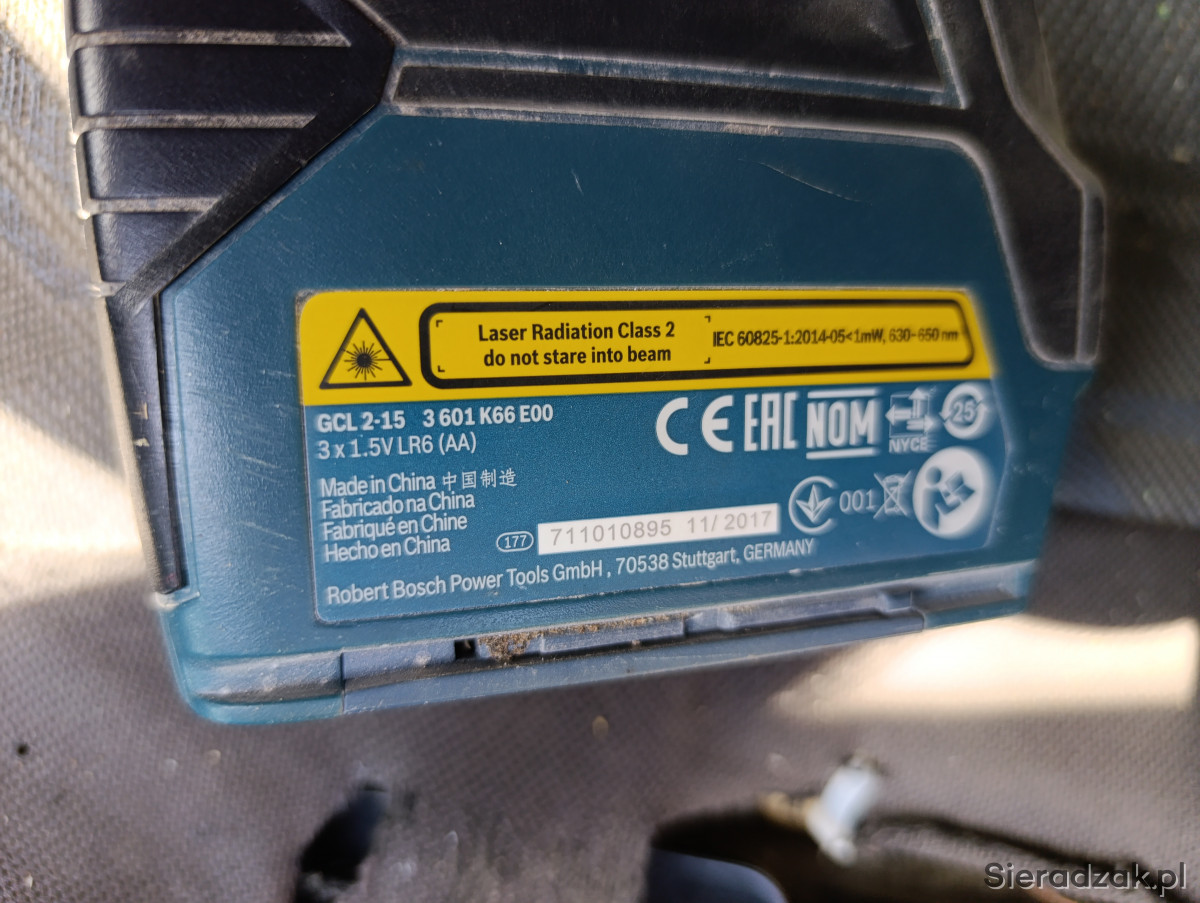 Laser Radiation Class 2
do not stare into beam
IEC 60825-1:2014-05<1mW, 630-650 nm
GCL 2-15 3 601 K66 E00
3 x 1.5V LR6 (AA)
CE EAC NOM NYCE 25
Made in China 中国制造
Fabricado na China
Fabriqué en Chine
Hecho en China
177 711010895 11/2017
001
Robert Bosch Power Tools GmbH , 70538 Stuttgart, GERMANY
Sieradzak.pl